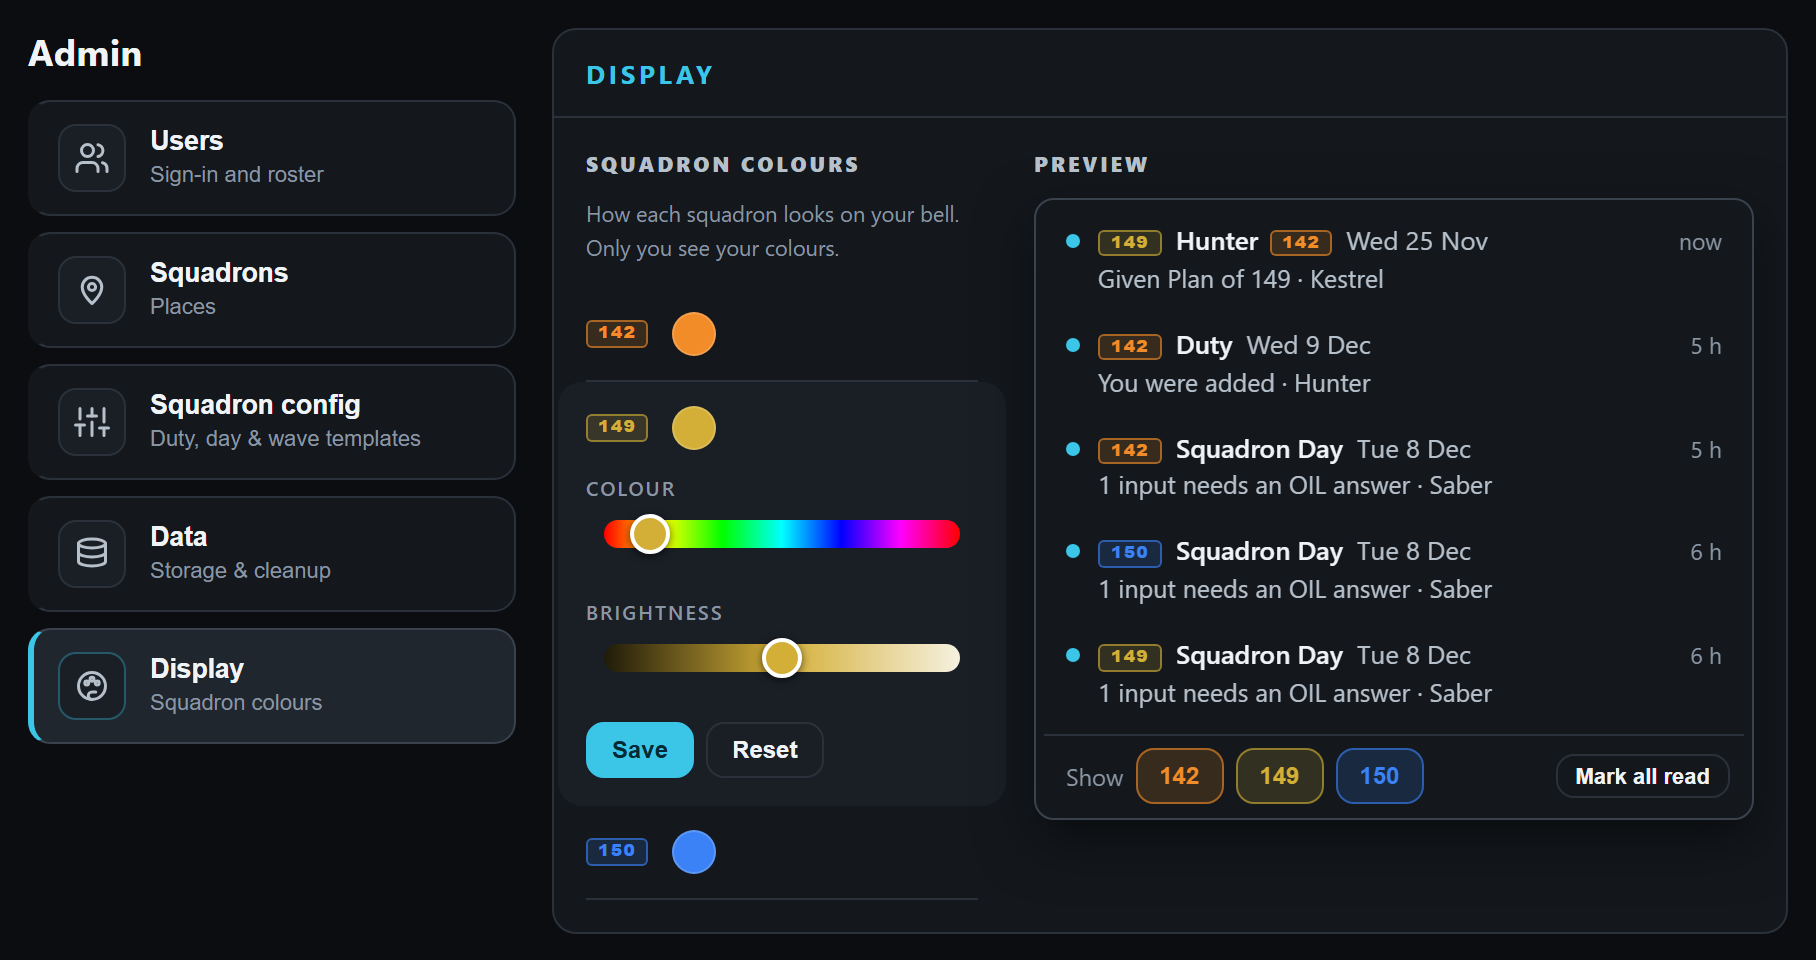 Admin
Users
Sign-in and roster
Squadrons
Places
Squadron config
Duty, day & wave templates
Data
Storage & cleanup
Display
Squadron colours
DISPLAY
SQUADRON COLOURS
How each squadron looks on your bell.
Only you see your colours.
142
149
COLOUR
BRIGHTNESS
Save Reset
150
PREVIEW
149 Hunter 142 Wed 25 Nov now
Given Plan of 149 · Kestrel
142 Duty Wed 9 Dec 5 h
You were added · Hunter
142 Squadron Day Tue 8 Dec 5 h
1 input needs an OIL answer · Saber
150 Squadron Day Tue 8 Dec 6 h
1 input needs an OIL answer · Saber
149 Squadron Day Tue 8 Dec 6 h
1 input needs an OIL answer · Saber
Show 142 149 150 Mark all read